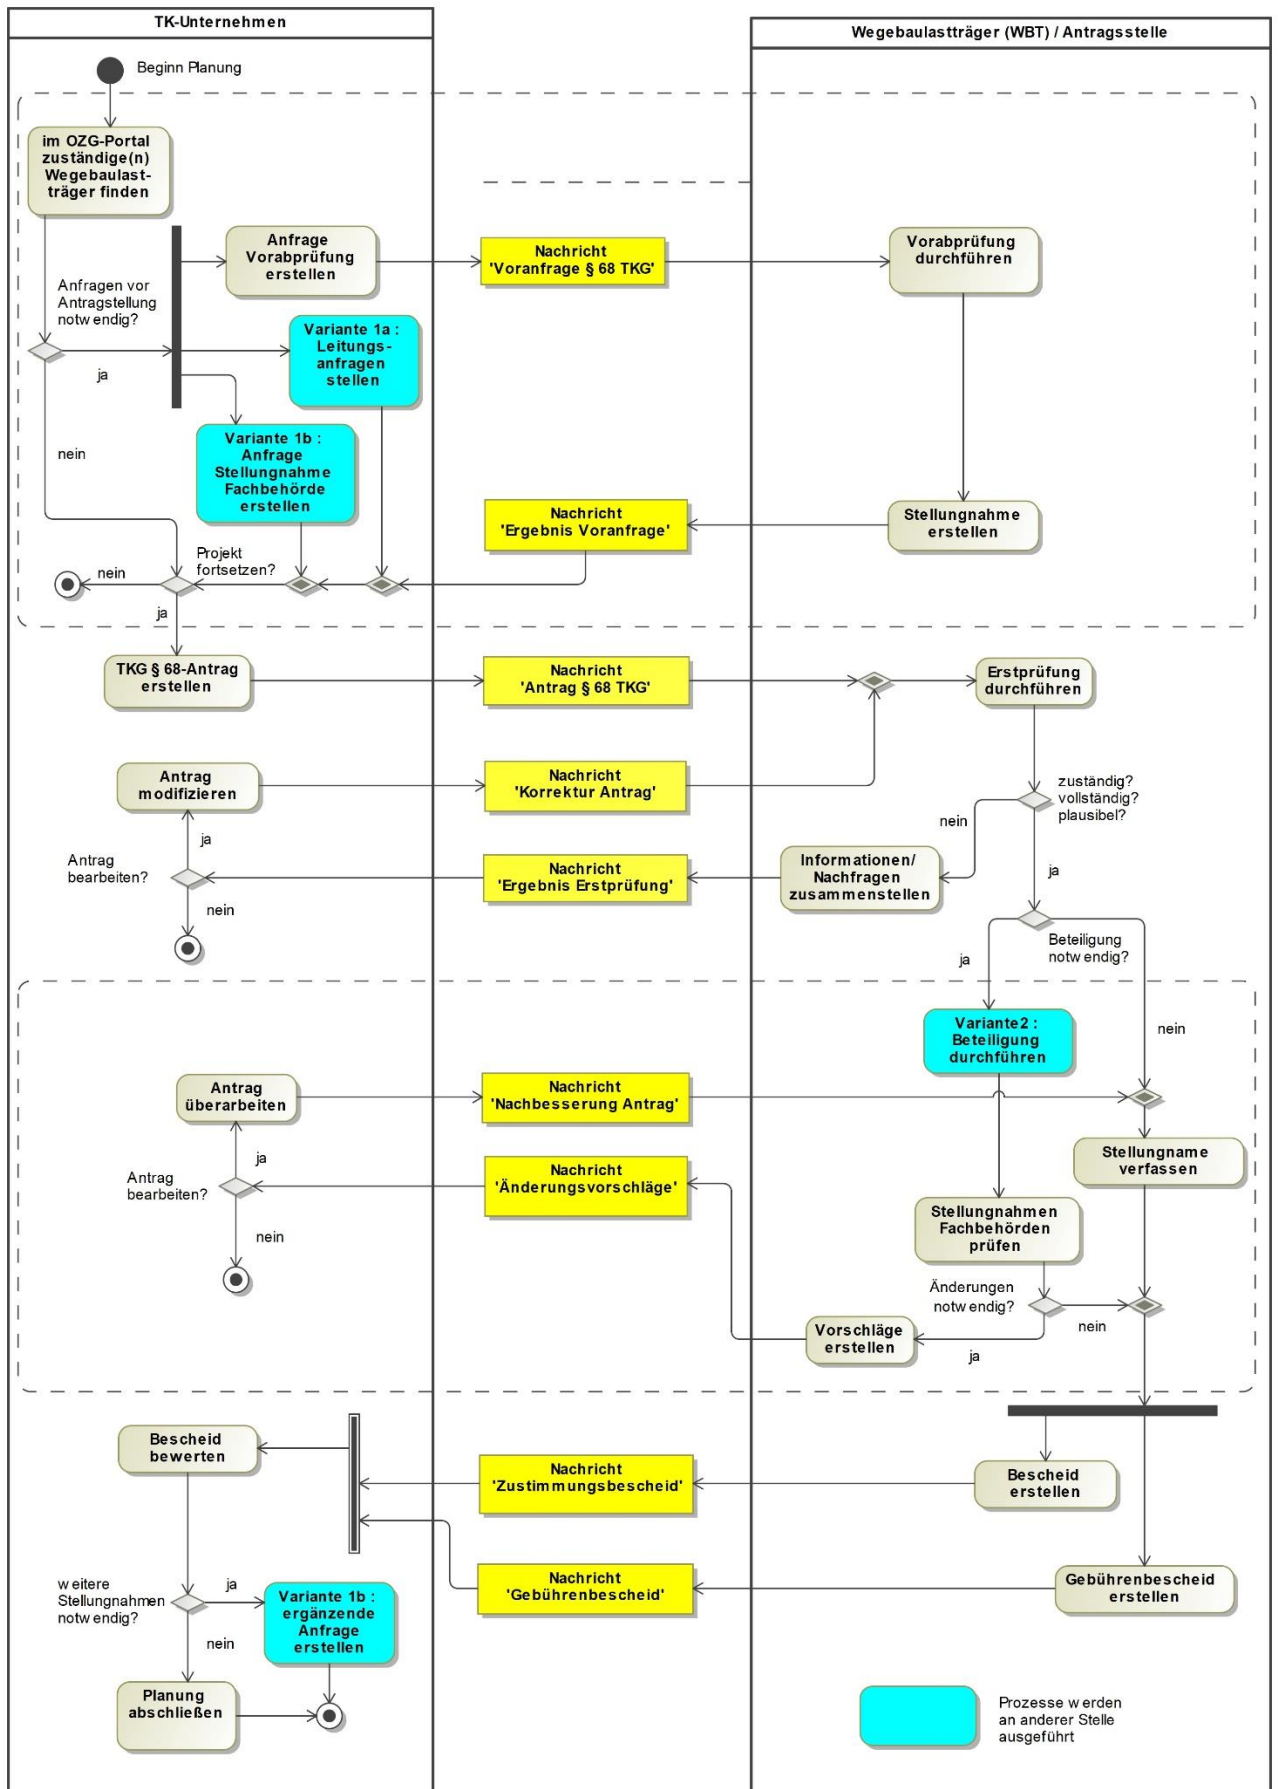 TK-Unternehmen
Wegebaulastträger (WBT) / Antragsstelle
Beginn Planung
im OZG-Portal
zuständige(n)
Wegebaulast-
träger finden
Anfrage
Vorabprüfung
erstellen
Nachricht
'Voranfrage § 68 TKG'
Vorabprüfung
durchführen
Anfragen vor
Antragstellung
notwendig?
ja
Variante 1a :
Leitungs-
anfragen
stellen
nein
Variante 1b :
Anfrage
Stellungnahme
Fachbehörde
erstellen
Nachricht
'Ergebnis Voranfrage'
Stellungnahme
erstellen
Projekt
fortsetzen?
nein
ja
TKG § 68-Antrag
erstellen
Nachricht
'Antrag § 68 TKG'
Erstprüfung
durchführen
Antrag
modifizieren
Nachricht
'Korrektur Antrag'
zuständig?
vollständig?
plausibel?
nein
ja
ja
Antrag
bearbeiten?
Nachricht
'Ergebnis Erstprüfung'
Informationen/
Nachfragen
zusammenstellen
nein
Beteiligung
notwendig?
ja
nein
Variante2 :
Beteiligung
durchführen
Antrag
überarbeiten
Nachricht
'Nachbesserung Antrag'
Stellungname
verfassen
ja
Antrag
bearbeiten?
Nachricht
'Änderungsvorschläge'
nein
Stellungnahmen
Fachbehörden
prüfen
Änderungen
notwendig?
nein
Vorschläge
erstellen
ja
Bescheid
bewerten
Nachricht
'Zustimmungsbescheid'
Bescheid
erstellen
Nachricht
'Gebührenbescheid'
Gebührenbescheid
erstellen
weitere
Stellungnahmen
notwendig?
ja
nein
Variante 1b :
ergänzende
Anfrage
erstellen
Planung
abschließen
Prozesse werden
an anderer Stelle
ausgeführt